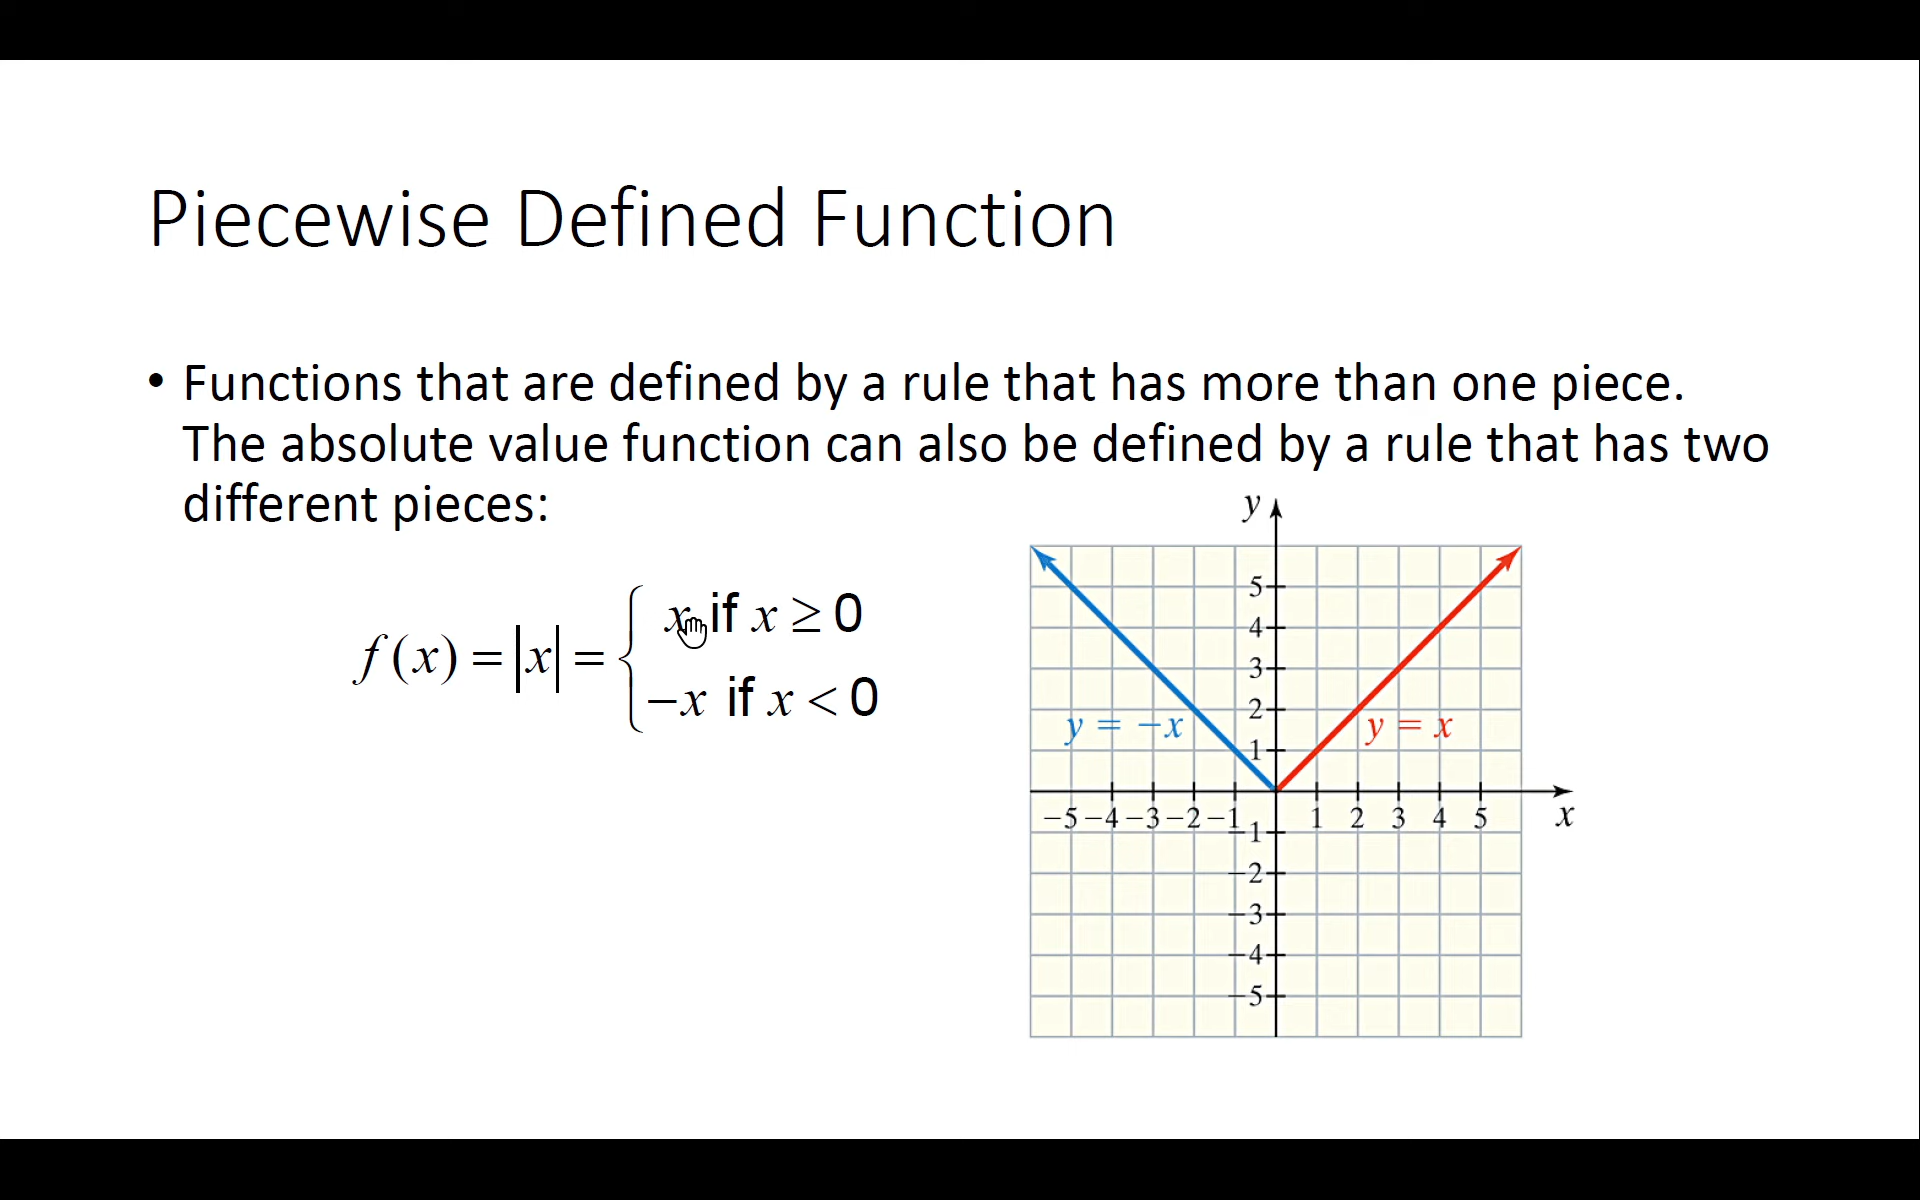 Piecewise Defined Function
• Functions that are defined by a rule that has more than one piece.
The absolute value function can also be defined by a rule that has two
different pieces:
f(x) = |x| = { x if x ≥ 0
−x if x < 0
y
5
4
3
2
y = −x
y = x
1
−5 −4 −3 −2 −1 1 2 3 4 5 x
−1
−2
−3
−4
−5